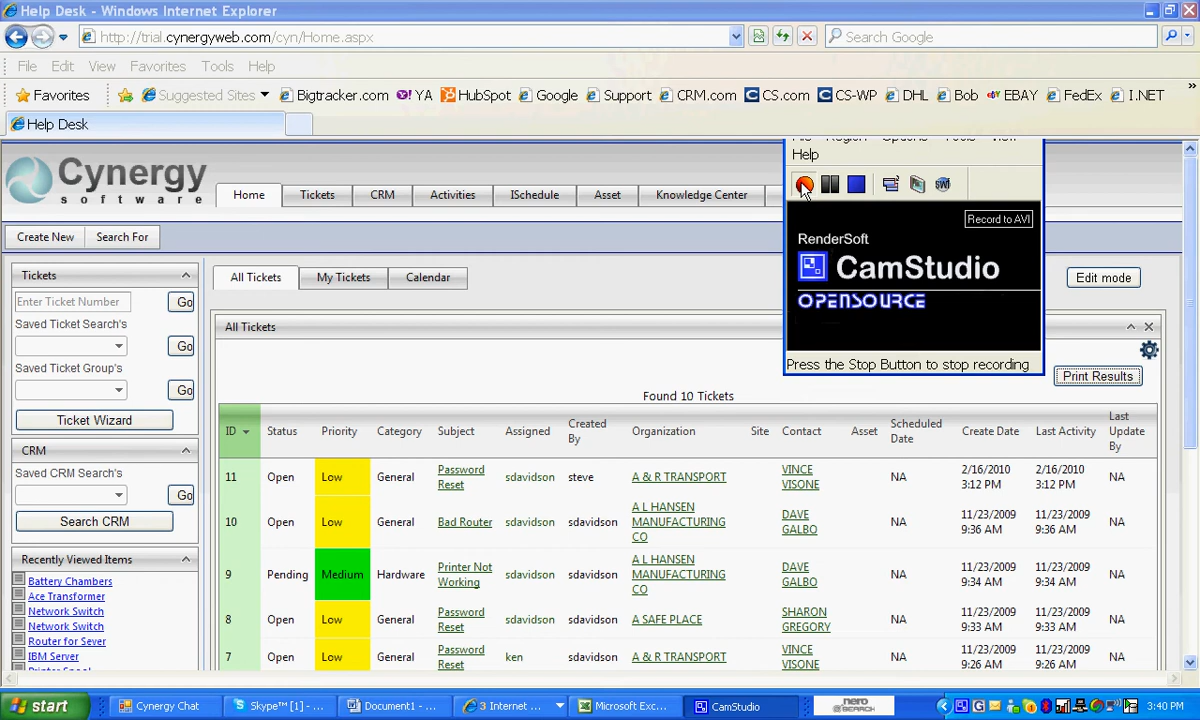 Help Desk - Windows Internet Explorer
http://trial.cynergyweb.com/cyn/Home.aspx
Search Google
File Edit View Favorites Tools Help
Favorites Suggested Sites Bigtracker.com YA HubSpot Google Support CRM.com CS.com CS-WP DHL Bob EBAY FedEx I.NET »
Help Desk
Cynergy
software
Home Tickets CRM Activities ISchedule Asset Knowledge Center
Help
Record to AVI
RenderSoft
CamStudio
OPENSOURCE
Press the Stop Button to stop recording
Create New Search For
Tickets
Enter Ticket Number Go
Saved Ticket Search's
Go
Saved Ticket Group's
Go
Ticket Wizard
CRM
Saved CRM Search's
Go
Search CRM
Recently Viewed Items
Battery Chambers
Ace Transformer
Network Switch
Network Switch
Router for Sever
IBM Server
All Tickets My Tickets Calendar
Edit mode
All Tickets
Print Results
Found 10 Tickets
ID Status Priority Category Subject Assigned Created By Organization Site Contact Asset Scheduled Date Create Date Last Activity Last Update By
11 Open Low General Password Reset sdavidson steve A & R TRANSPORT VINCE VISONE NA 2/16/2010 3:12 PM 2/16/2010 3:12 PM NA
10 Open Low General Bad Router sdavidson sdavidson A L HANSEN MANUFACTURING CO DAVE GALBO NA 11/23/2009 9:36 AM 11/23/2009 9:36 AM NA
9 Pending Medium Hardware Printer Not Working sdavidson sdavidson A L HANSEN MANUFACTURING CO DAVE GALBO NA 11/23/2009 9:34 AM 11/23/2009 9:34 AM NA
8 Open Low General Password Reset sdavidson sdavidson A SAFE PLACE SHARON GREGORY NA 11/23/2009 9:33 AM 11/23/2009 9:33 AM NA
7 Open Low General Password Reset ken sdavidson A & R TRANSPORT VINCE VISONE NA 11/23/2009 9:26 AM 11/23/2009 9:26 AM NA
start Cynergy Chat Skype™ [1] - ... Document1 - ... 3 Internet ... Microsoft Exc... CamStudio nero SEARCH 3:40 PM